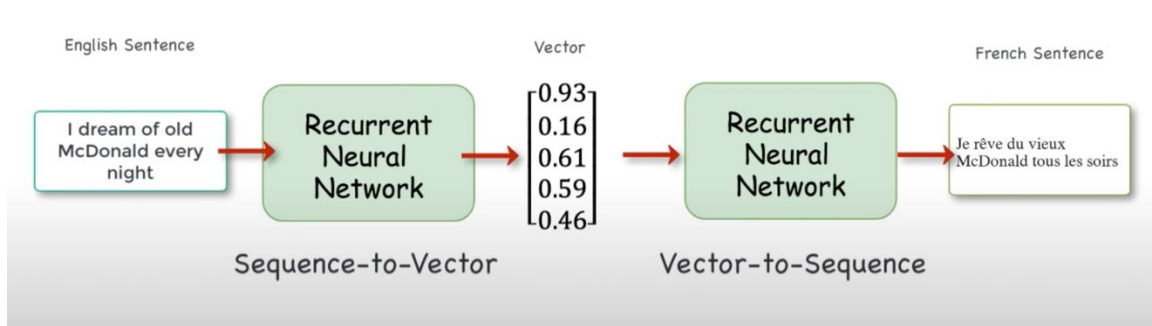 English Sentence
I dream of old
McDonald every
night
Recurrent
Neural
Network
Sequence-to-Vector
Vector
0.93
0.16
0.61
0.59
0.46
Recurrent
Neural
Network
Vector-to-Sequence
French Sentence
Je rêve du vieux
McDonald tous les soirs